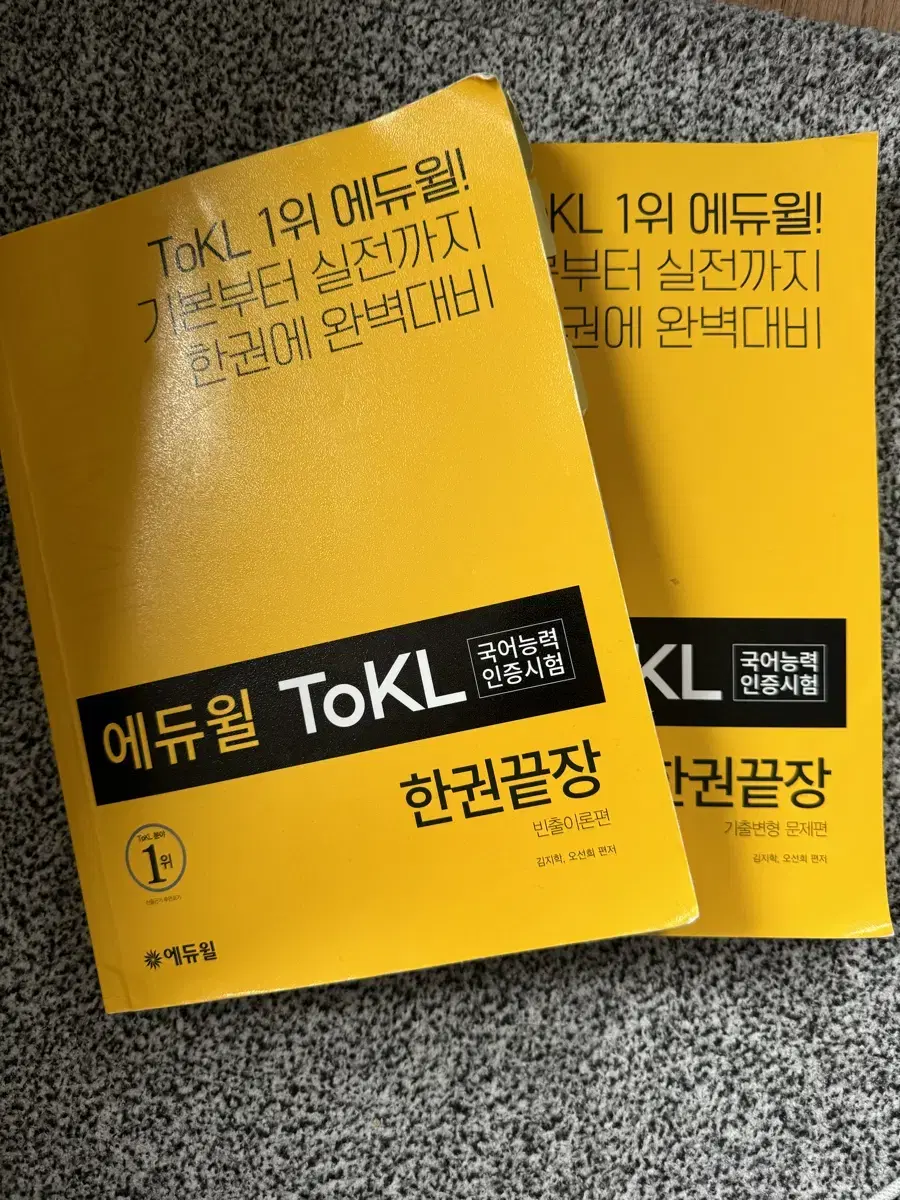 ToKL 1위 에듀윌!
기본부터 실전까지
한권에 완벽대비
에듀윌 ToKL 국어능력
인증시험
한권끝장
빈출이론편
김지학, 오선희 편저
ToKL 분야
1위
에듀윌
KL 1위 에듀윌!
부터 실전까지
권에 완벽대비
KL 국어능력
인증시험
한권끝장
기출변형 문제편
김지학, 오선희 편저